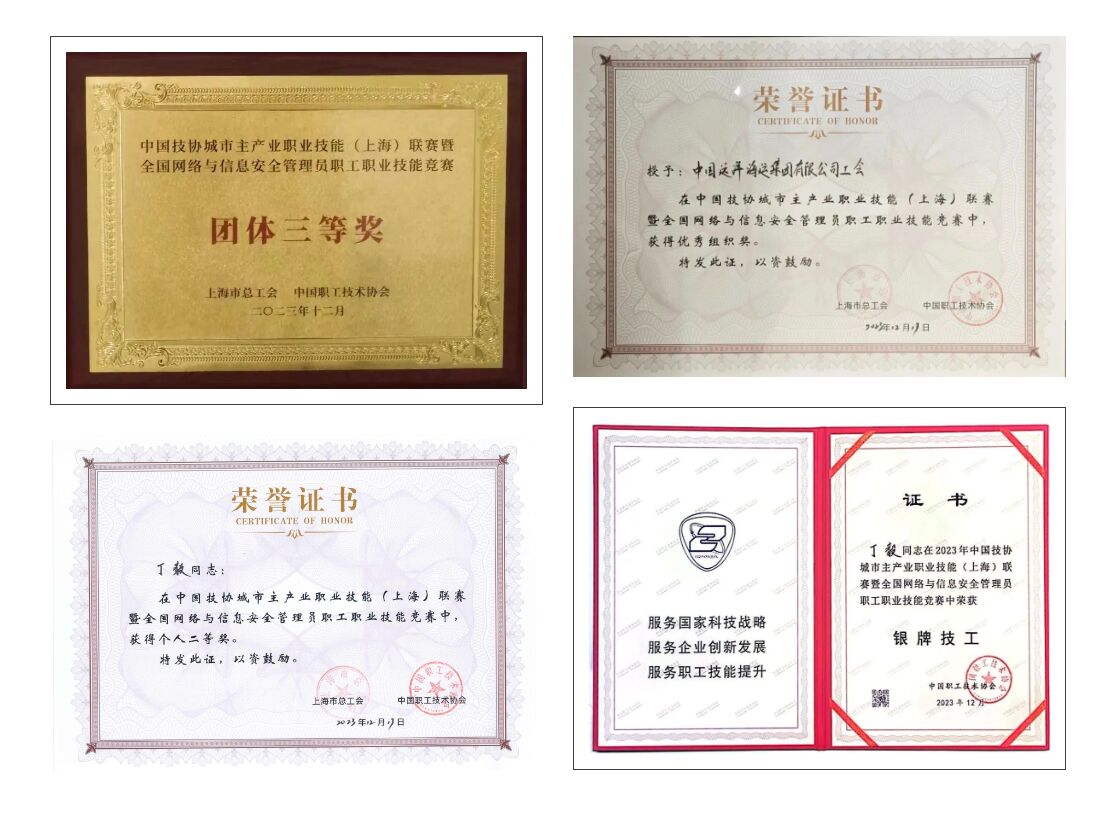 中国技协城市主产业职业技能（上海）联赛暨
全国网络与信息安全管理员职工职业技能竞赛
团体三等奖
上海市总工会 中国职工技术协会
二〇二三年十二月
荣誉证书
CERTIFICATE OF HONOR
授予：中国远洋海运集团有限公司工会
在中国技协城市主产业职业技能（上海）联赛
暨全国网络与信息安全管理员职工职业技能竞赛中，
获得优秀组织奖。
特发此证，以资鼓励。
上海市总工会 中国职工技术协会
2023年12月19日
荣誉证书
CERTIFICATE OF HONOR
丁毅同志：
在中国技协城市主产业职业技能（上海）联赛
暨全国网络与信息安全管理员职工职业技能竞赛中，
获得个人二等奖。
特发此证，以资鼓励。
上海市总工会 中国职工技术协会
2023年12月19日
服务国家科技战略
服务企业创新发展
服务职工技能提升
证 书
丁毅同志在2023年中国技协
城市主产业职业技能（上海）联
赛暨全国网络与信息安全管理员
职工职业技能竞赛中荣获
银牌技工
中国职工技术协会
2023年12月